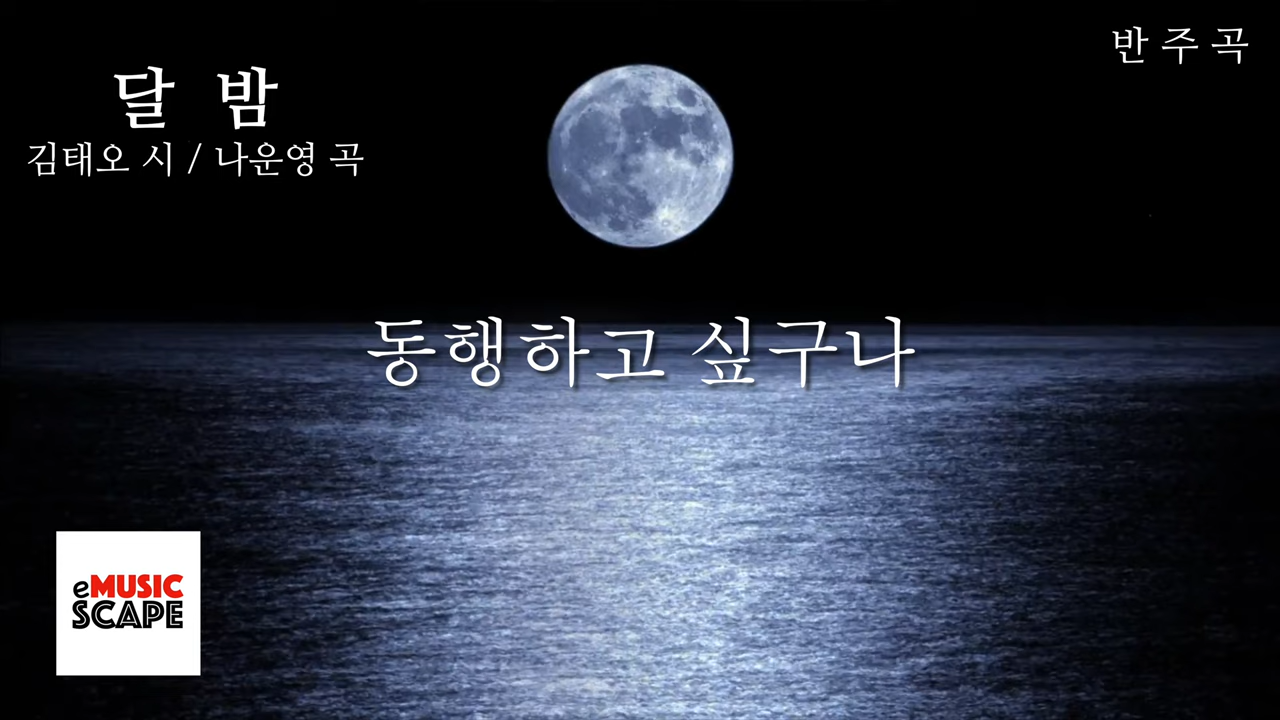 달 밤
김태오 시 / 나운영 곡
반 주 곡
동행하고 싶구나
eMUSIC
SCAPE